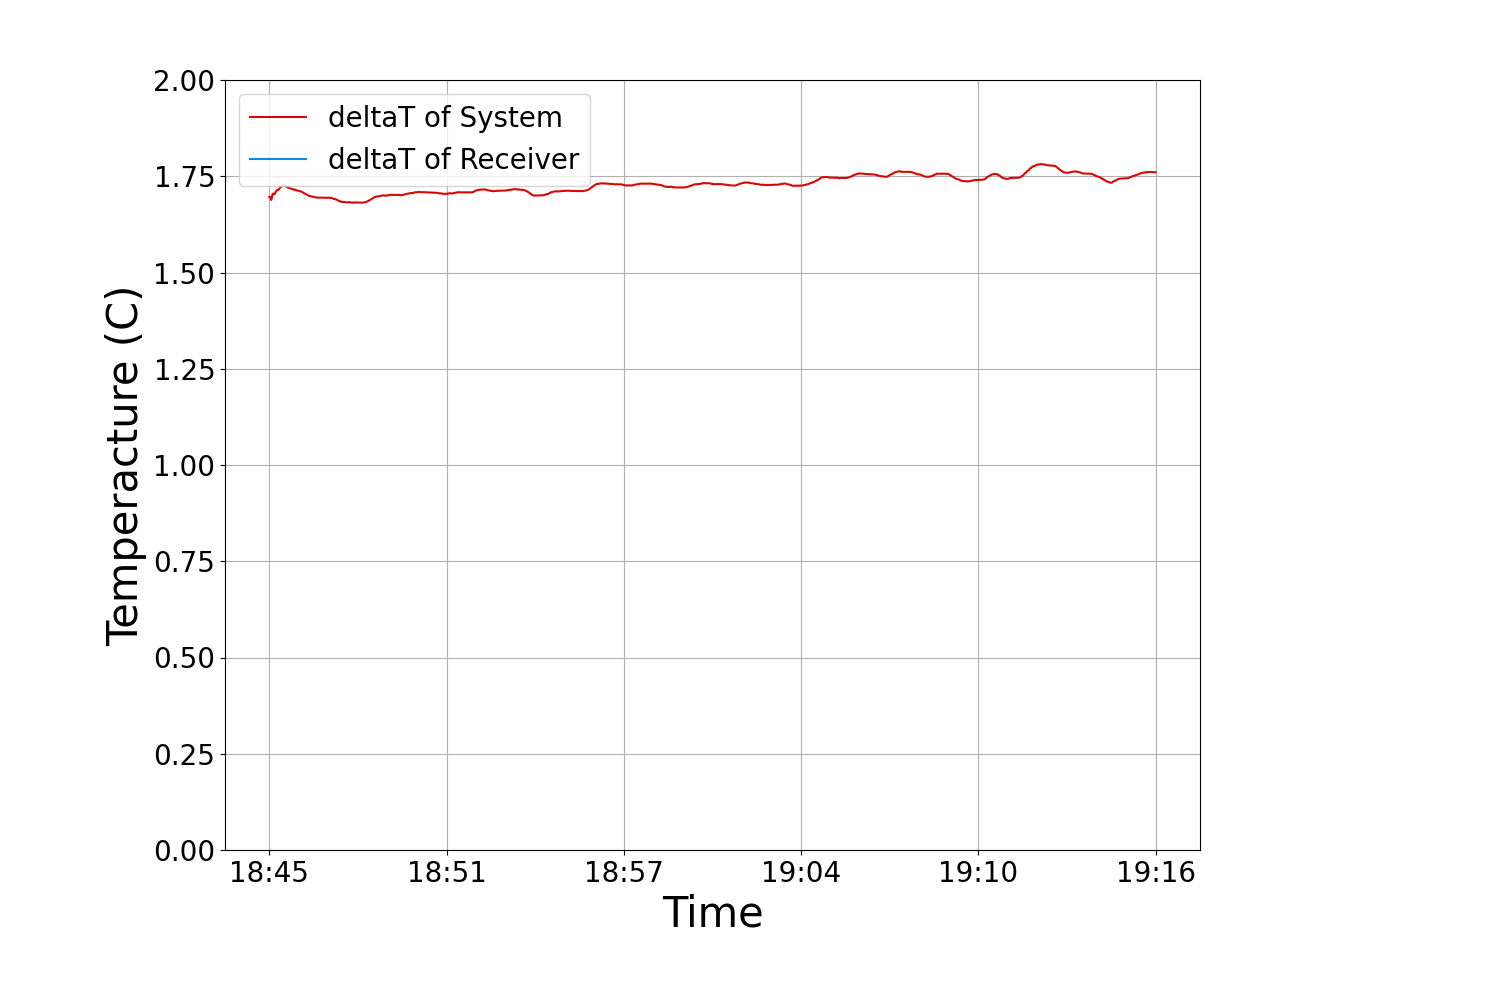 2.00
deltaT of System
deltaT of Receiver
1.75
1.50
1.25
1.00
0.75
0.50
0.25
0.00
Temperacture (C)
18:45 18:51 18:57 19:04 19:10 19:16
Time